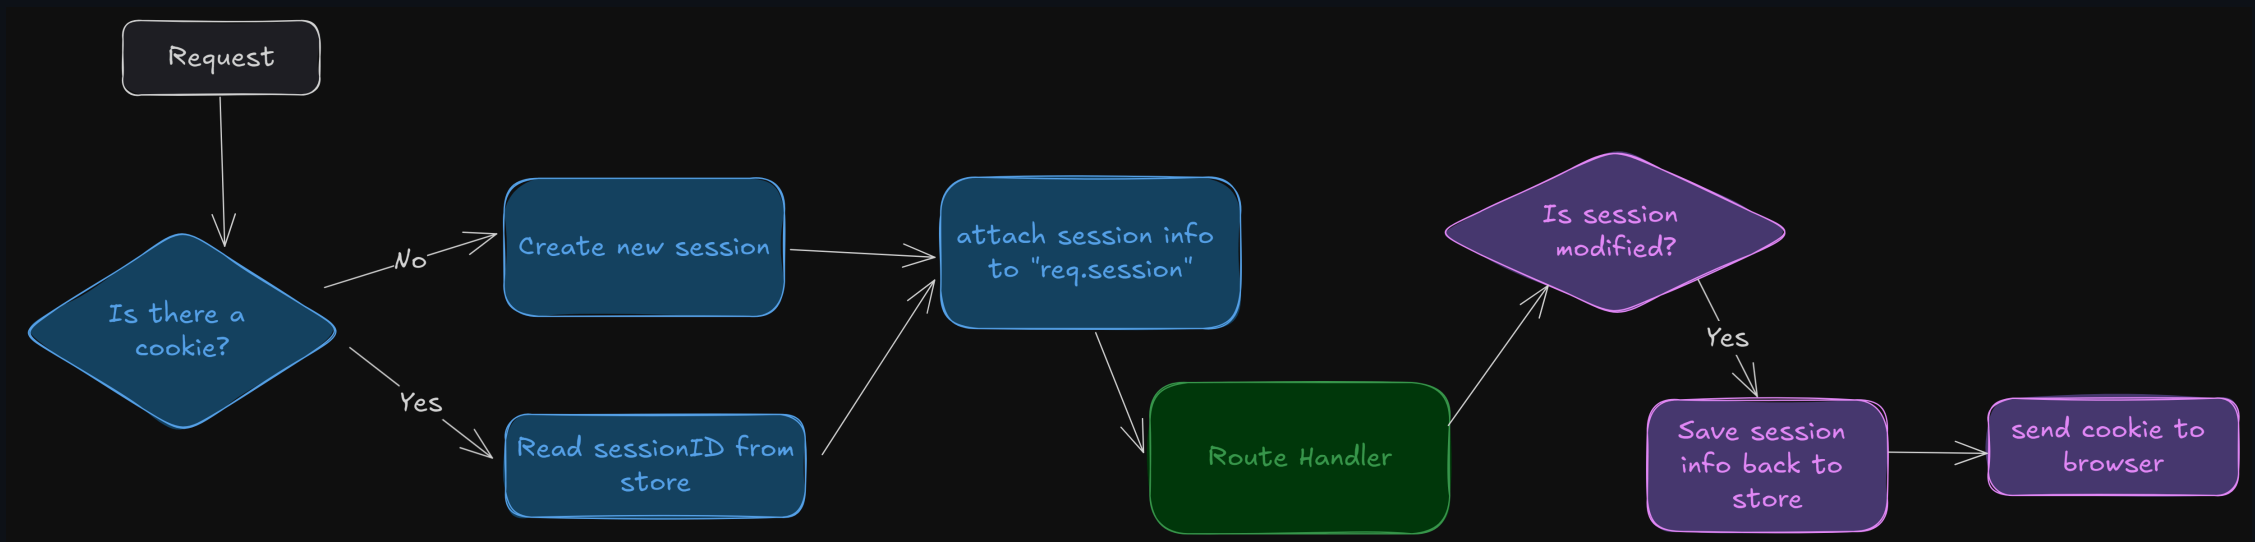 Request
Is there a
cookie?
No
Yes
Create new session
Read sessionID from
store
attach session info
to "req.session"
Route Handler
Is session
modified?
Yes
Save session
info back to
store
send cookie to
browser